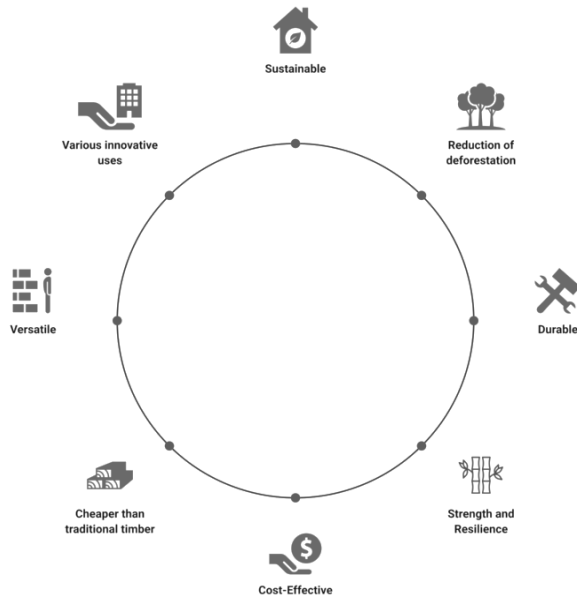 Sustainable
Reduction of
deforestation
Durable
Strength and
Resilience
Cost-Effective
Cheaper than
traditional timber
Versatile
Various innovative
uses